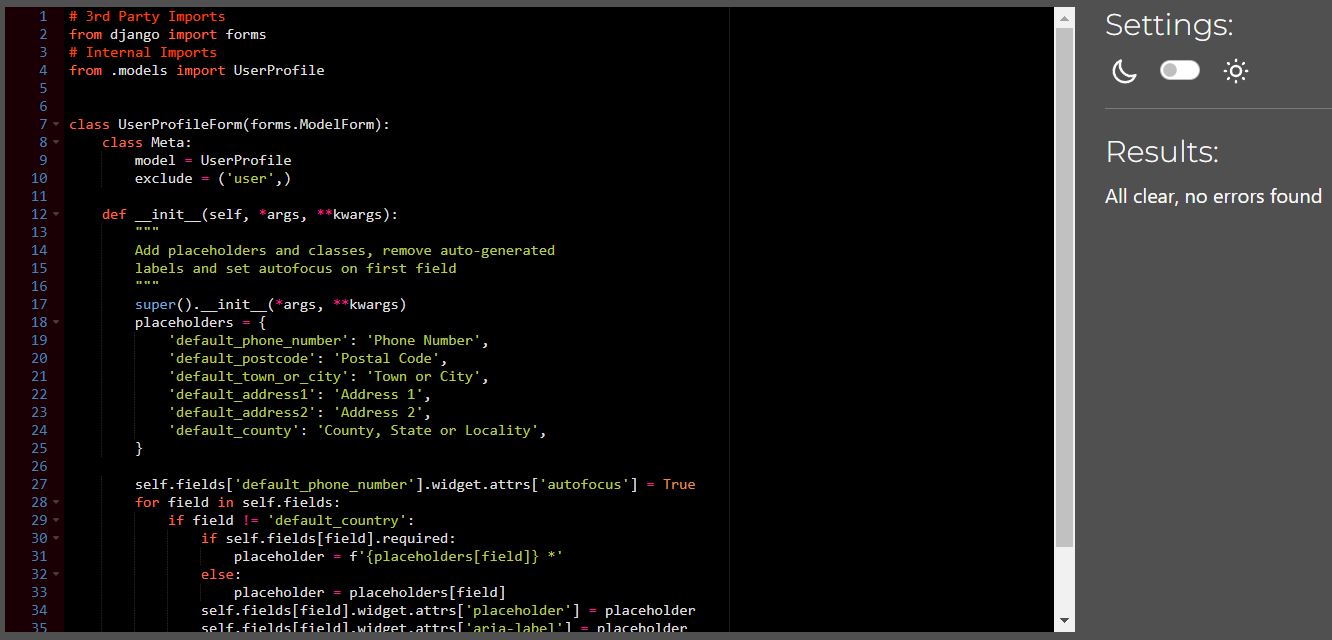 1 # 3rd Party Imports
2 from django import forms
3 # Internal Imports
4 from .models import UserProfile
5
6
7 class UserProfileForm(forms.ModelForm):
8     class Meta:
9         model = UserProfile
10         exclude = ('user',)
11
12     def __init__(self, *args, **kwargs):
13         """
14         Add placeholders and classes, remove auto-generated
15         labels and set autofocus on first field
16         """
17         super().__init__(*args, **kwargs)
18         placeholders = {
19             'default_phone_number': 'Phone Number',
20             'default_postcode': 'Postal Code',
21             'default_town_or_city': 'Town or City',
22             'default_address1': 'Address 1',
23             'default_address2': 'Address 2',
24             'default_county': 'County, State or Locality',
25         }
26
27         self.fields['default_phone_number'].widget.attrs['autofocus'] = True
28         for field in self.fields:
29             if field != 'default_country':
30                 if self.fields[field].required:
31                     placeholder = f'{placeholders[field]} *'
32                 else:
33                     placeholder = placeholders[field]
34                 self.fields[field].widget.attrs['placeholder'] = placeholder
35                 self.fields[field].widget.attrs['aria-label'] = placeholder
Settings:
Results:
All clear, no errors found